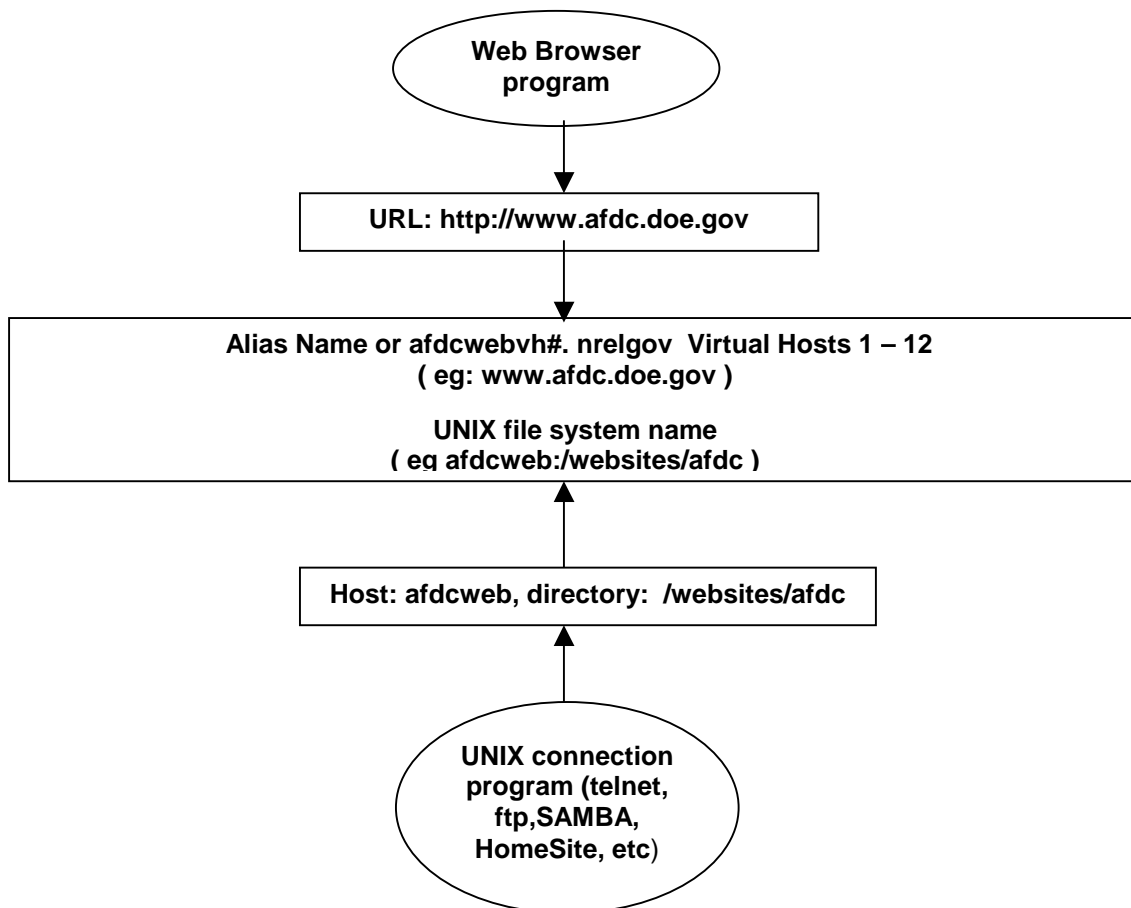 Web Browser
program
URL: http://www.afdc.doe.gov
Alias Name or afdcwebvh#. nrelgov  Virtual Hosts 1 – 12
( eg: www.afdc.doe.gov )
UNIX file system name
( eg afdcweb:/websites/afdc )
Host: afdcweb, directory:  /websites/afdc
UNIX connection
program (telnet,
ftp,SAMBA,
HomeSite, etc)